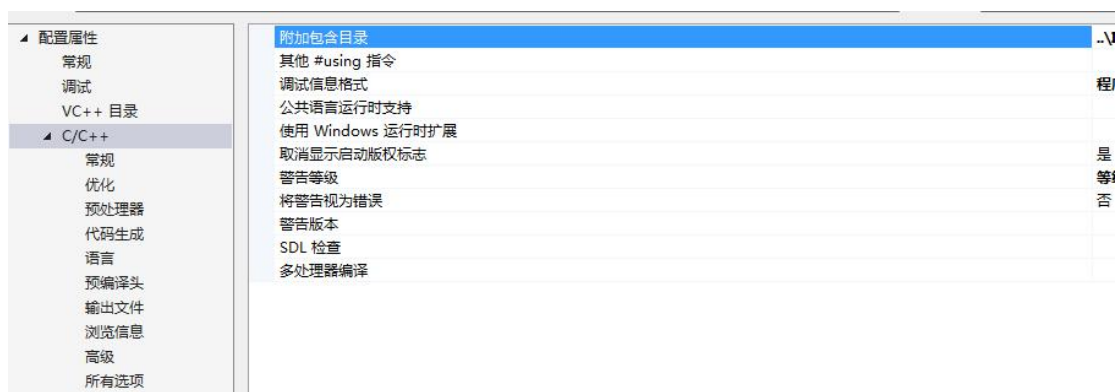 配置属性
常规
调试
VC++ 目录
C/C++
常规
优化
预处理器
代码生成
语言
预编译头
输出文件
浏览信息
高级
所有选项
附加包含目录
其他 #using 指令
调试信息格式
公共语言运行时支持
使用 Windows 运行时扩展
取消显示启动版权标志 是
警告等级
将警告视为错误 否
警告版本
SDL 检查
多处理器编译